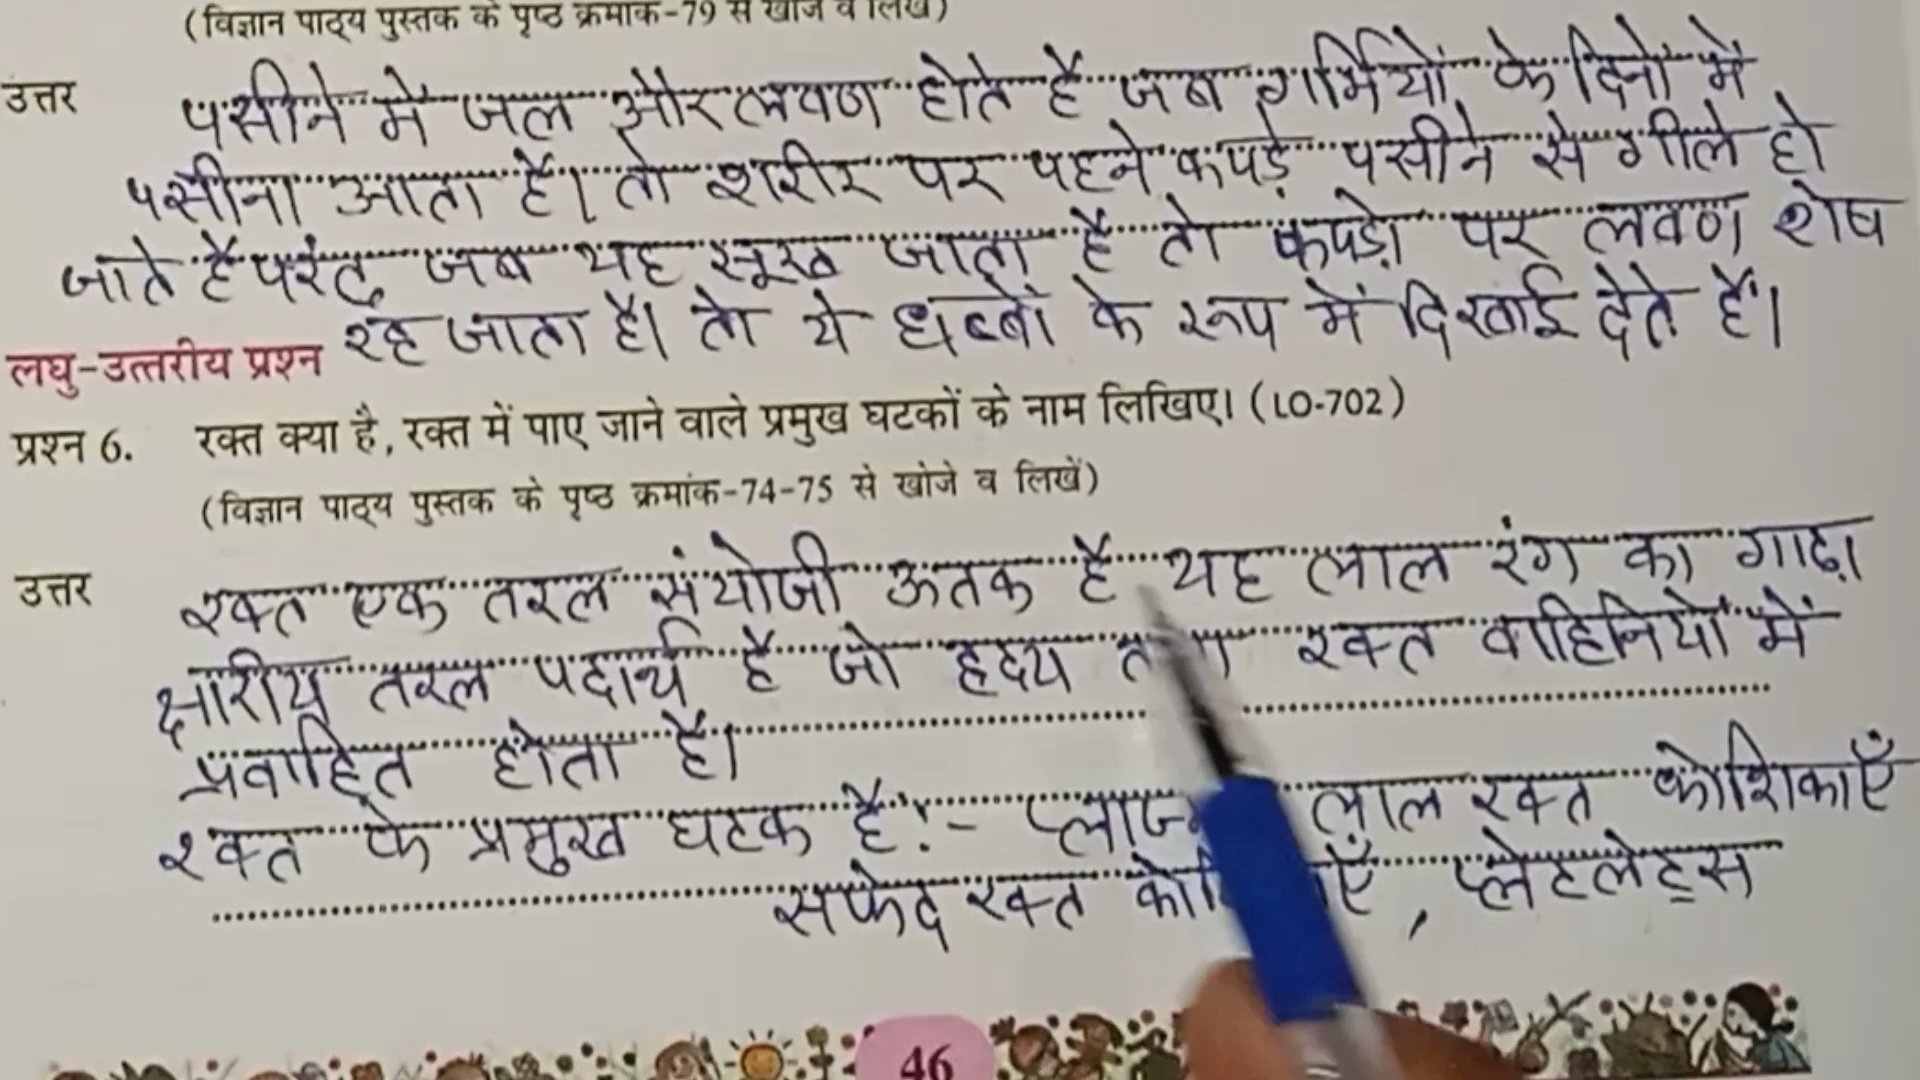 (विज्ञान पाठ्य पुस्तक के पृष्ठ क्रमांक-79 से खोजे व लिखें)
उत्तर पसीने में जल और लवण होते है जब गर्मियों के दिनों में
पसीना आता है। तो शरीर पर पहने कपड़े पसीने से गीले हो
जाते है परंतु जब यह सूख जाता है तो कपड़ो पर लवण शेष
रह जाता है। तो ये धब्बों के रूप में दिखाई देते हैं।
लघु-उत्तरीय प्रश्न
प्रश्न 6. रक्त क्या है, रक्त में पाए जाने वाले प्रमुख घटकों के नाम लिखिए। (LO-702)
(विज्ञान पाठ्य पुस्तक के पृष्ठ क्रमांक-74-75 से खोजे व लिखें)
उत्तर रक्त एक तरल संयोजी ऊतक है यह लाल रंग का गाढ़ा
क्षारीय तरल पदार्थ है जो हृदय रक्त वाहिनियों में
प्रवाहित होता है।
रक्त के प्रमुख घटक है:- लाल रक्त कोशिकाएँ
सफेद रक्त , प्लेटलेट्स
46